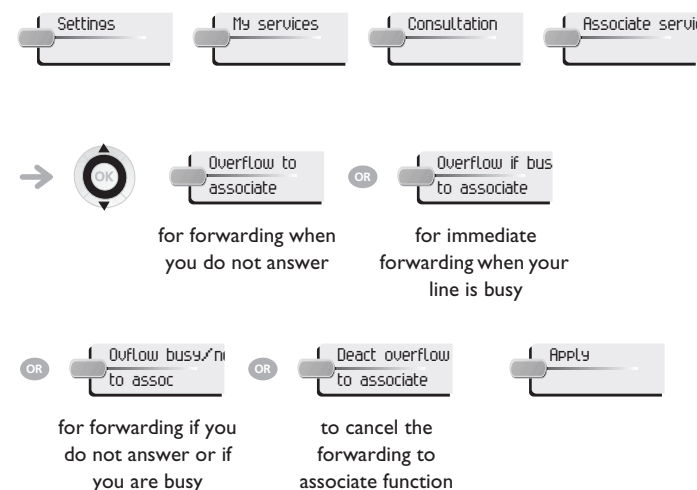 Settings
My services
Consultation
Associate servic
OK
Overflow to
associate
OR
Overflow if bus
to associate
for forwarding when
you do not answer
for immediate
forwarding when your
line is busy
OR
Ovflow busy/n
to assoc
OR
Deact overflow
to associate
Apply
for forwarding if you
do not answer or if
you are busy
to cancel the
forwarding to
associate function